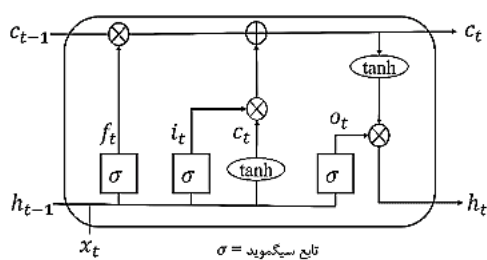 c_{t-1} c_t
tanh
f_t i_t c_t o_t
σ σ tanh σ
h_{t-1} h_t
x_t
σ = تابع سیگموید